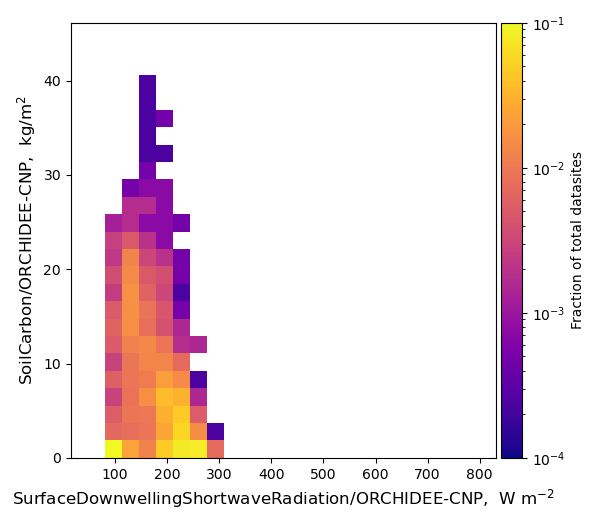 SoilCarbon/ORCHIDEE-CNP, kg/m²
40
30
20
10
0
100 200 300 400 500 600 700 800
SurfaceDownwellingShortwaveRadiation/ORCHIDEE-CNP, W m⁻²
10⁻¹
10⁻²
10⁻³
10⁻⁴
Fraction of total datasites